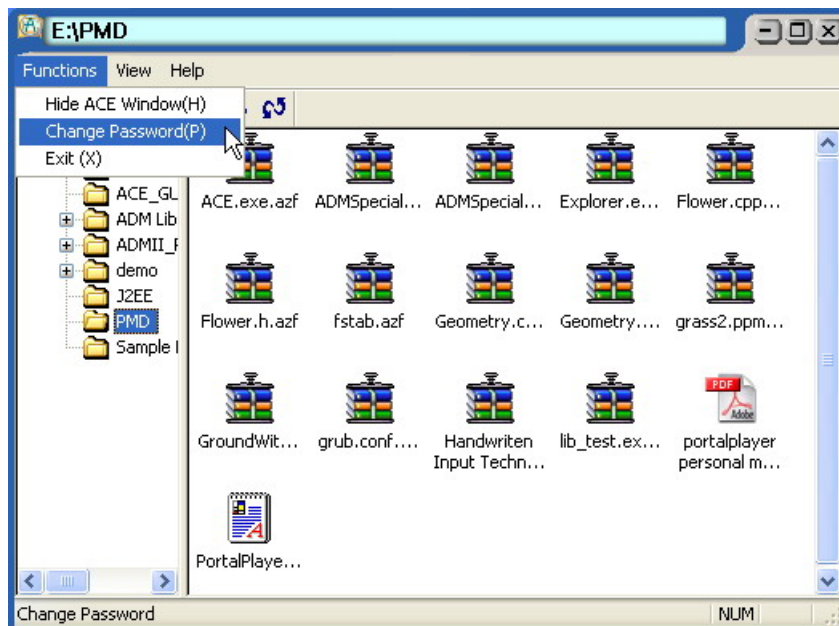 E:\PMD
Functions View Help
Hide ACE Window(H)
Change Password(P)
Exit (X)
ACE_GL
ADM Lib
ADMII_F
demo
J2EE
PMD
Sample
ACE.exe.azf ADMSpecial... ADMSpecial... Explorer.e... Flower.cpp...
Flower.h.azf fstab.azf Geometry.c... Geometry.... grass2.ppm...
GroundWit... grub.conf.... Handwriten Input Techn... lib_test.ex... portalplayer personal m...
PDF
Adobe
PortalPlaye...
Change Password NUM